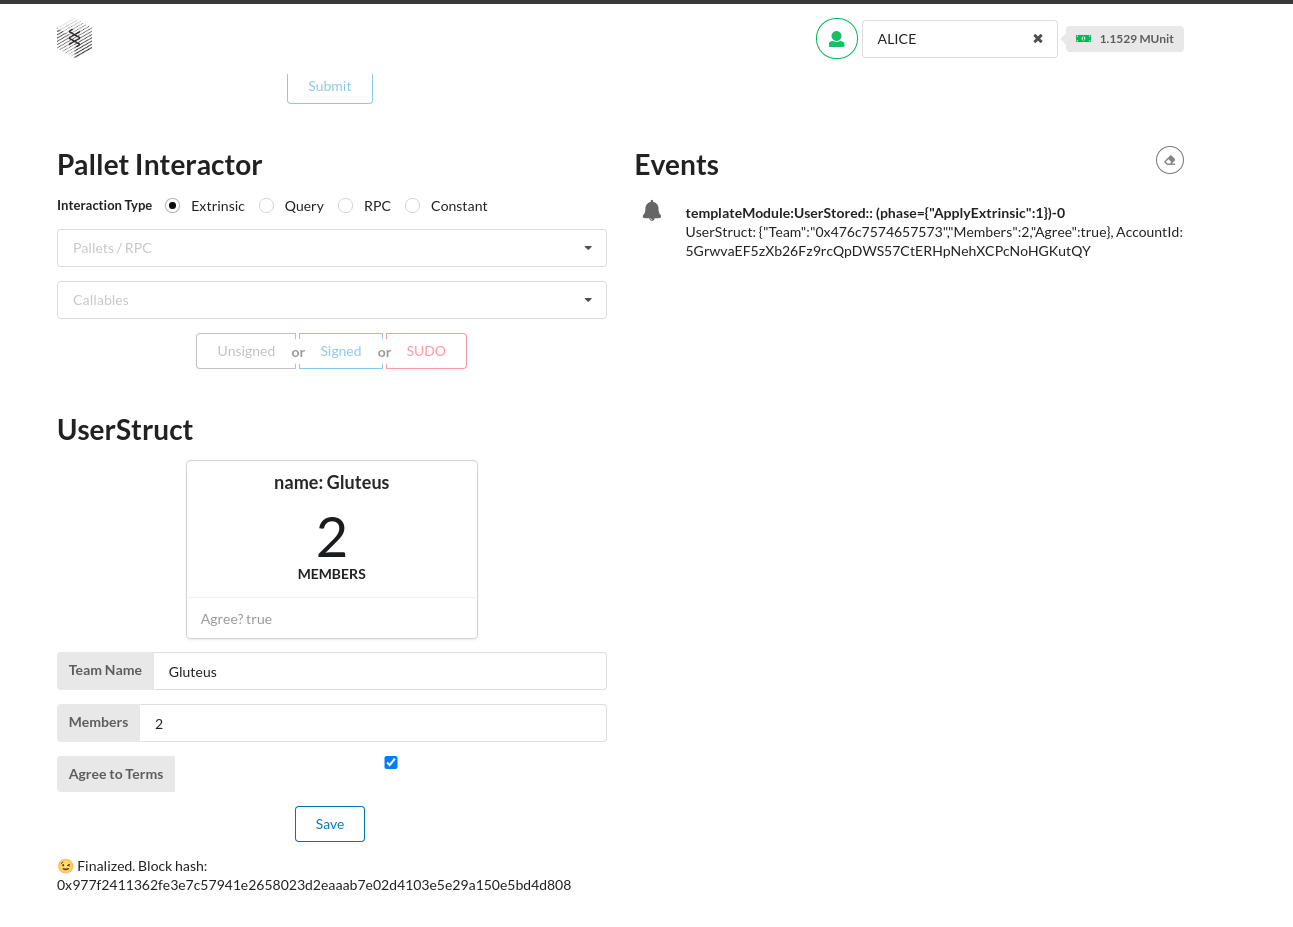 ALICE
1.1529 MUnit
Submit
Pallet Interactor
Interaction Type Extrinsic Query RPC Constant
Pallets / RPC
Callables
Unsigned or Signed or SUDO
Events
templateModule:UserStored:: (phase={"ApplyExtrinsic":1})-0
UserStruct: {"Team":"0x476c7574657573","Members":2,"Agree":true}, AccountId:
5GrwvaEF5zXb26Fz9rcQpDWS57CtERHpNehXCPcNoHGKutQY
UserStruct
name: Gluteus
2
MEMBERS
Agree? true
Team Name Gluteus
Members 2
Agree to Terms
Save
😉 Finalized. Block hash:
0x977f2411362fe3e7c57941e2658023d2eaaab7e02d4103e5e29a150e5bd4d808